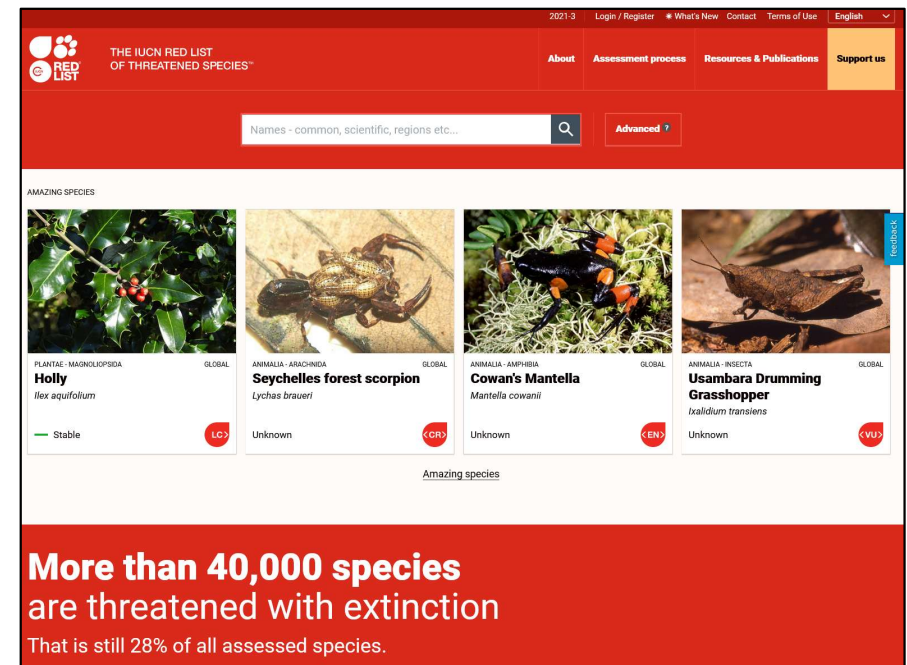 2021-3 Login / Register ✷ What's New Contact Terms of Use English
RED
LIST
THE IUCN RED LIST
OF THREATENED SPECIES™
About Assessment process Resources & Publications Support us
Names - common, scientific, regions etc...
Advanced ?
AMAZING SPECIES
feedback
PLANTAE - MAGNOLIOPSIDA GLOBAL
Holly
Ilex aquifolium
Stable LC
ANIMALIA - ARACHNIDA GLOBAL
Seychelles forest scorpion
Lychas braueri
Unknown <CR>
ANIMALIA - AMPHIBIA GLOBAL
Cowan's Mantella
Mantella cowanii
Unknown <EN>
ANIMALIA - INSECTA GLOBAL
Usambara Drumming
Grasshopper
Ixalidium transiens
Unknown <VU>
Amazing species
More than 40,000 species
are threatened with extinction
That is still 28% of all assessed species.